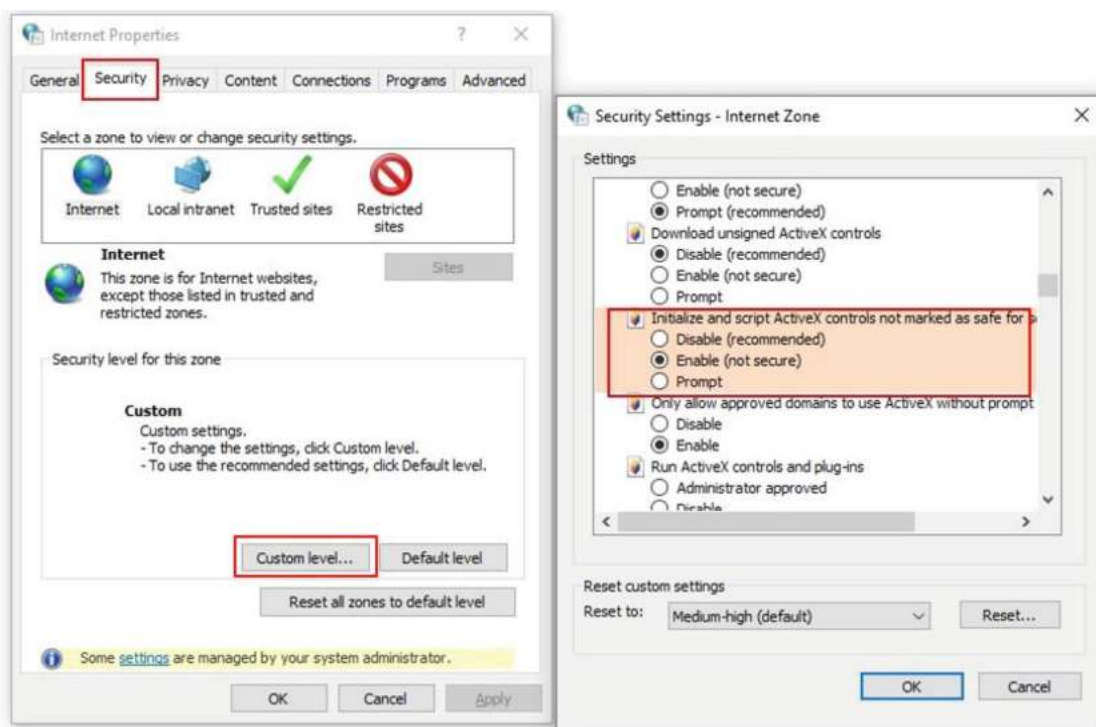 Internet Properties
?
General
Security
Privacy
Content
Connections
Programs
Advanced
Select a zone to view or change security settings.
Internet
Local intranet
Trusted sites
Restricted
sites
Internet
This zone is for Internet websites,
except those listed in trusted and
restricted zones.
Sites
Security level for this zone
Custom
Custom settings.
- To change the settings, click Custom level.
- To use the recommended settings, click Default level.
Custom level...
Default level
Reset all zones to default level
Some settings are managed by your system administrator.
OK
Cancel
Apply
Security Settings - Internet Zone
Settings
Enable (not secure)
Prompt (recommended)
Download unsigned ActiveX controls
Disable (recommended)
Enable (not secure)
Prompt
Initialize and script ActiveX controls not marked as safe for
Disable (recommended)
Enable (not secure)
Prompt
Only allow approved domains to use ActiveX without prompt
Disable
Enable
Run ActiveX controls and plug-ins
Administrator approved
Disable
Reset custom settings
Reset to:
Medium-high (default)
Reset...
OK
Cancel